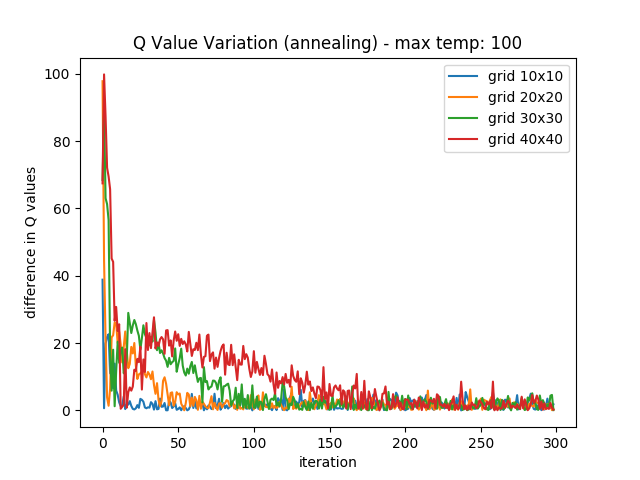 Q Value Variation (annealing) - max temp: 100
grid 10x10
grid 20x20
grid 30x30
grid 40x40
difference in Q values
100
80
60
40
20
0
0 50 100 150 200 250 300
iteration